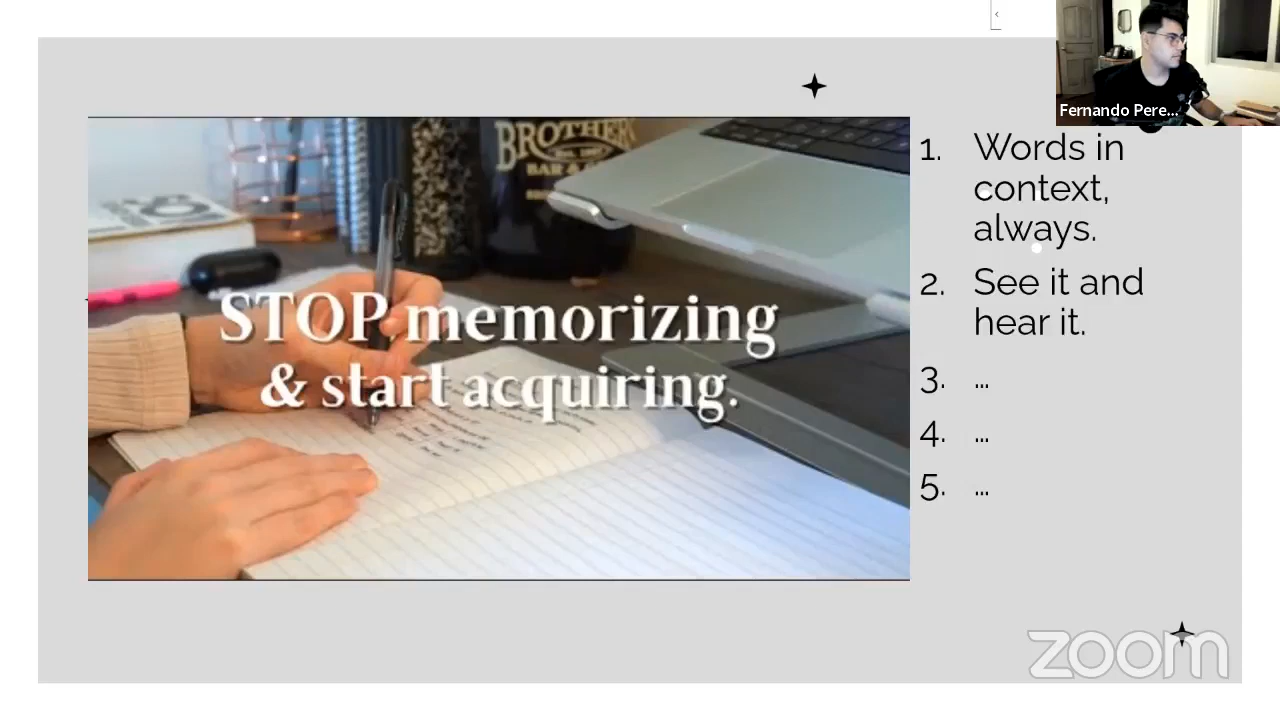 Fernando Pere...
BROTHER
STOP memorizing
& start acquiring.
1. Words in
context,
always.
2. See it and
hear it.
3. ...
4. ...
5. ...
zoom